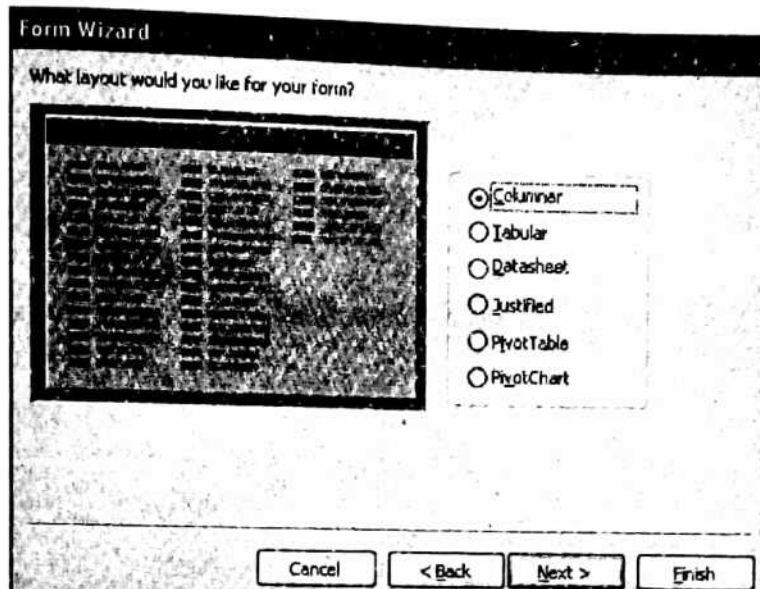 Form Wizard
What layout would you like for your form?
Columnar
Tabular
Datasheet
Justified
PivotTable
PivotChart
Cancel
< Back
Next >
Finish